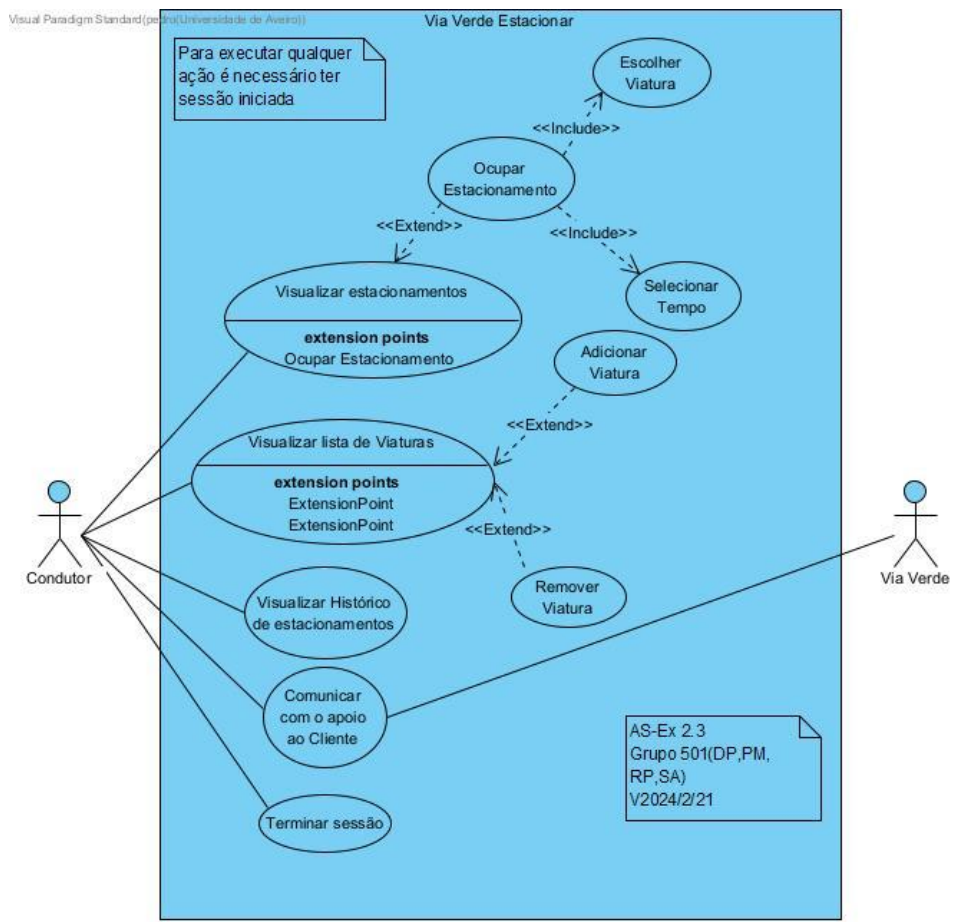 Visual Paradigm Standard(pedro(Universidade de Aveiro))
Via Verde Estacionar
Para executar qualquer
ação é necessário ter
sessão iniciada
Escolher
Viatura
<<Include>>
Ocupar
Estacionamento
<<Extend>>
<<Include>>
Visualizar estacionamentos
extension points
Ocupar Estacionamento
Selecionar
Tempo
Adicionar
Viatura
<<Extend>>
Visualizar lista de Viaturas
extension points
ExtensionPoint
ExtensionPoint
<<Extend>>
Condutor
Via Verde
Remover
Viatura
Visualizar Histórico
de estacionamentos
Comunicar
com o apoio
ao Cliente
AS-Ex 2.3
Grupo 501(DP,PM,
RP,SA)
V2024/2/21
Terminar sessão